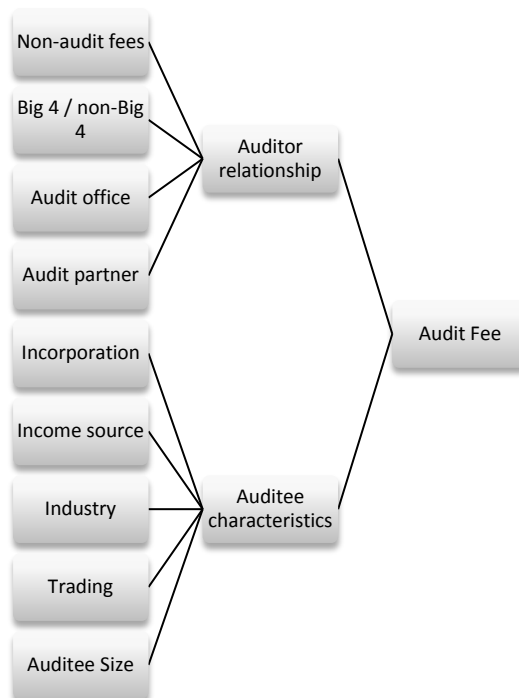 Non-audit fees
Big 4 / non-Big
4
Audit office
Audit partner
Incorporation
Income source
Industry
Trading
Auditee Size
Auditor
relationship
Auditee
characteristics
Audit Fee